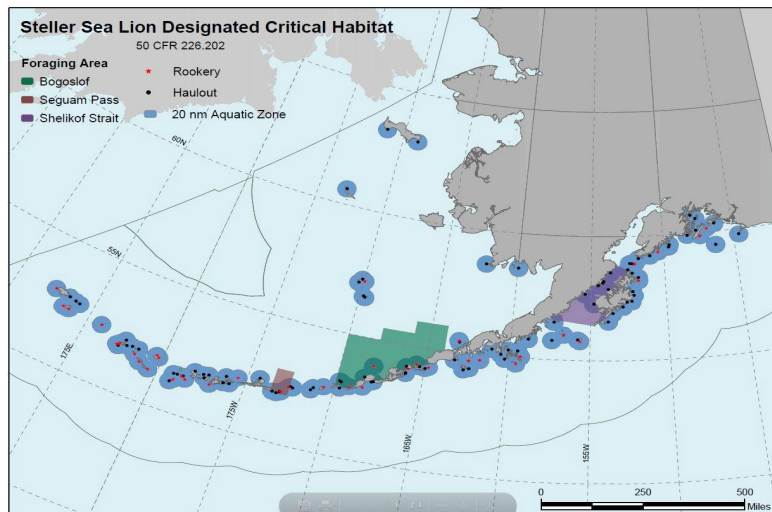 Steller Sea Lion Designated Critical Habitat
50 CFR 226.202
Foraging Area
Bogoslof
Seguam Pass
Shelikof Strait
Rookery
Haulout
20 nm Aquatic Zone
60N
55N
175E
175W
165W
155W
0 250 500
Miles